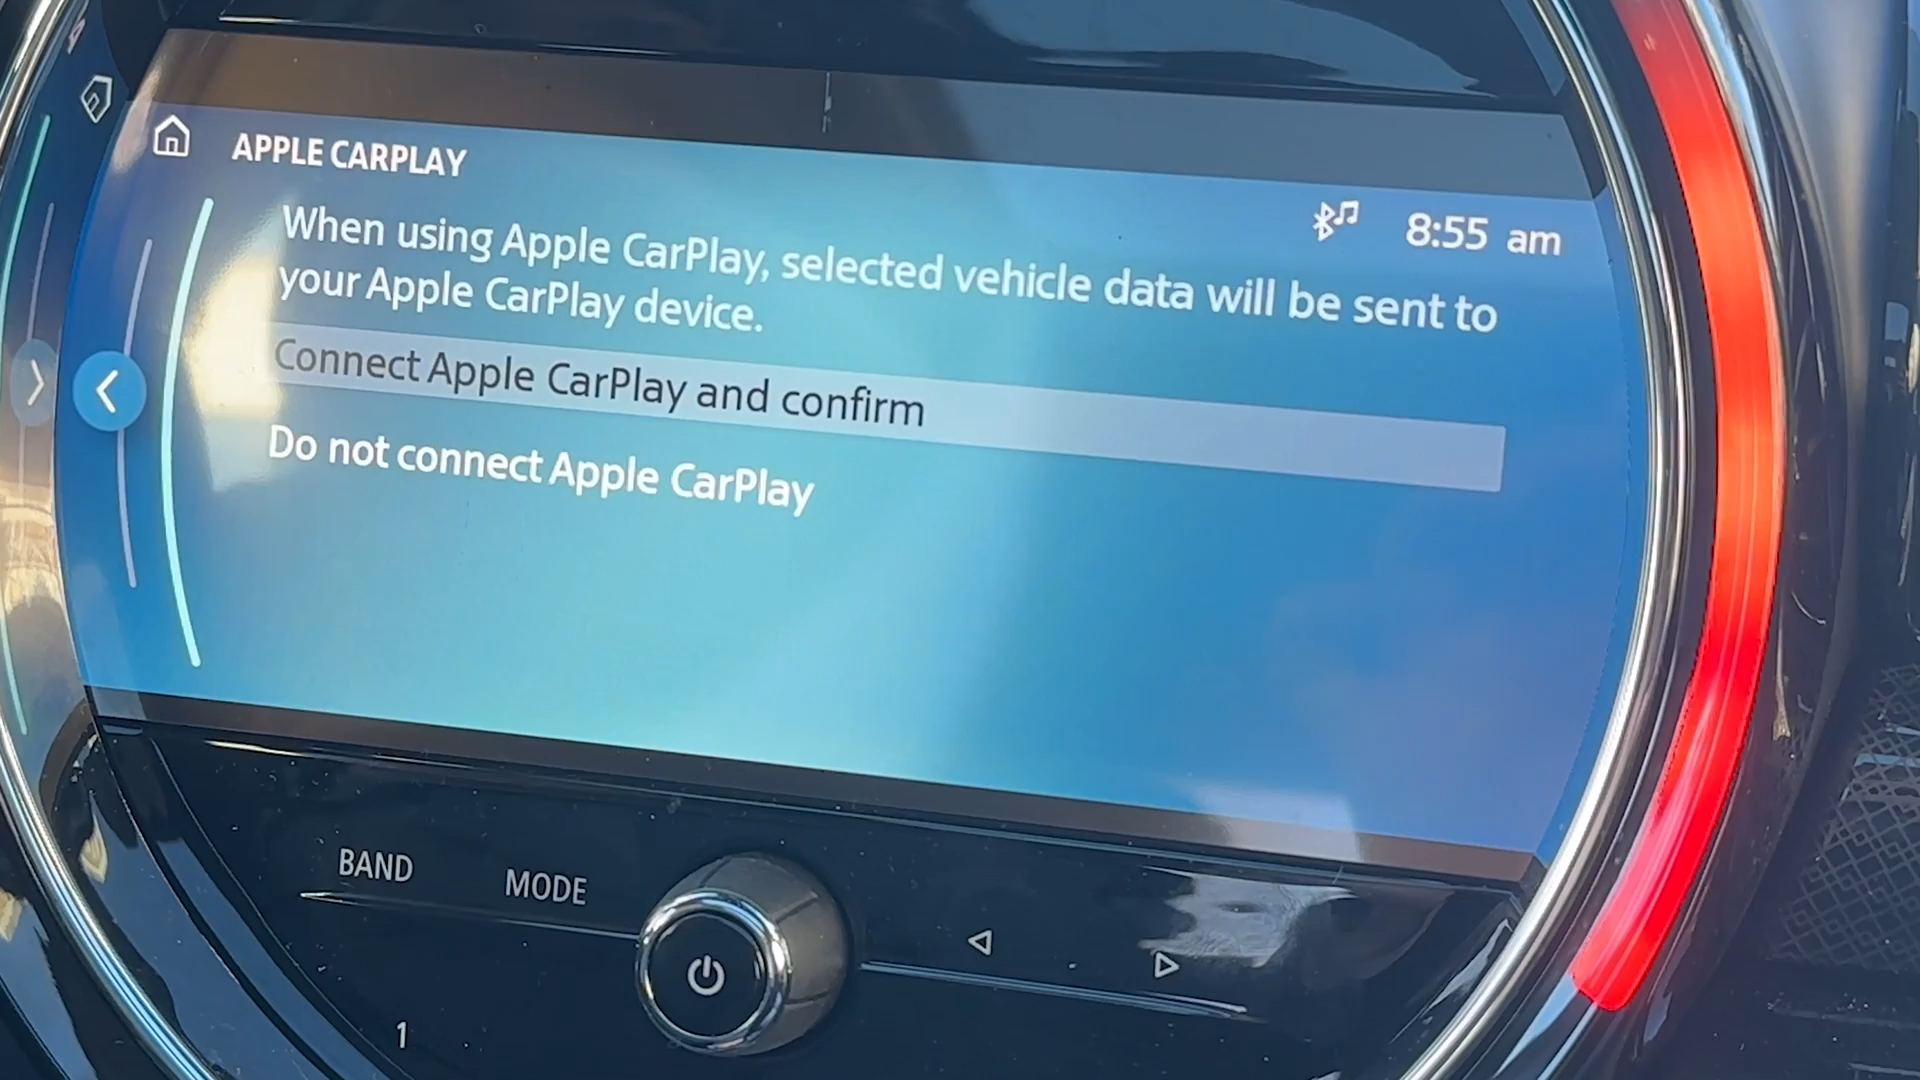 APPLE CARPLAY
8:55 am
When using Apple CarPlay, selected vehicle data will be sent to
your Apple CarPlay device.
Connect Apple CarPlay and confirm
Do not connect Apple CarPlay
BAND
MODE
1